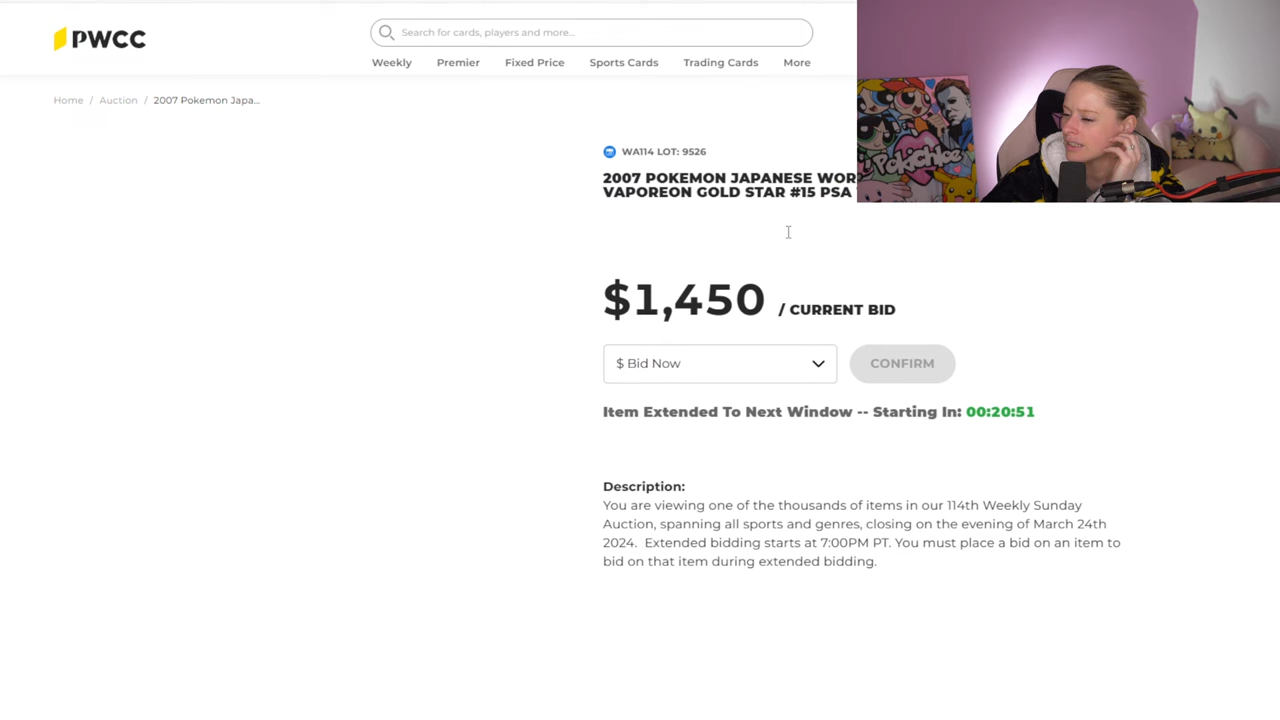 PWCC
Search for cards, players and more...
Weekly Premier Fixed Price Sports Cards Trading Cards More
Home / Auction / 2007 Pokemon Japa...
WA114 LOT: 9526
2007 POKEMON JAPANESE WOR
VAPOREON GOLD STAR #15 PSA
$1,450 / CURRENT BID
$ Bid Now
CONFIRM
Item Extended To Next Window -- Starting In: 00:20:51
Description:
You are viewing one of the thousands of items in our 114th Weekly Sunday
Auction, spanning all sports and genres, closing on the evening of March 24th
2024. Extended bidding starts at 7:00PM PT. You must place a bid on an item to
bid on that item during extended bidding.
Pokichloe